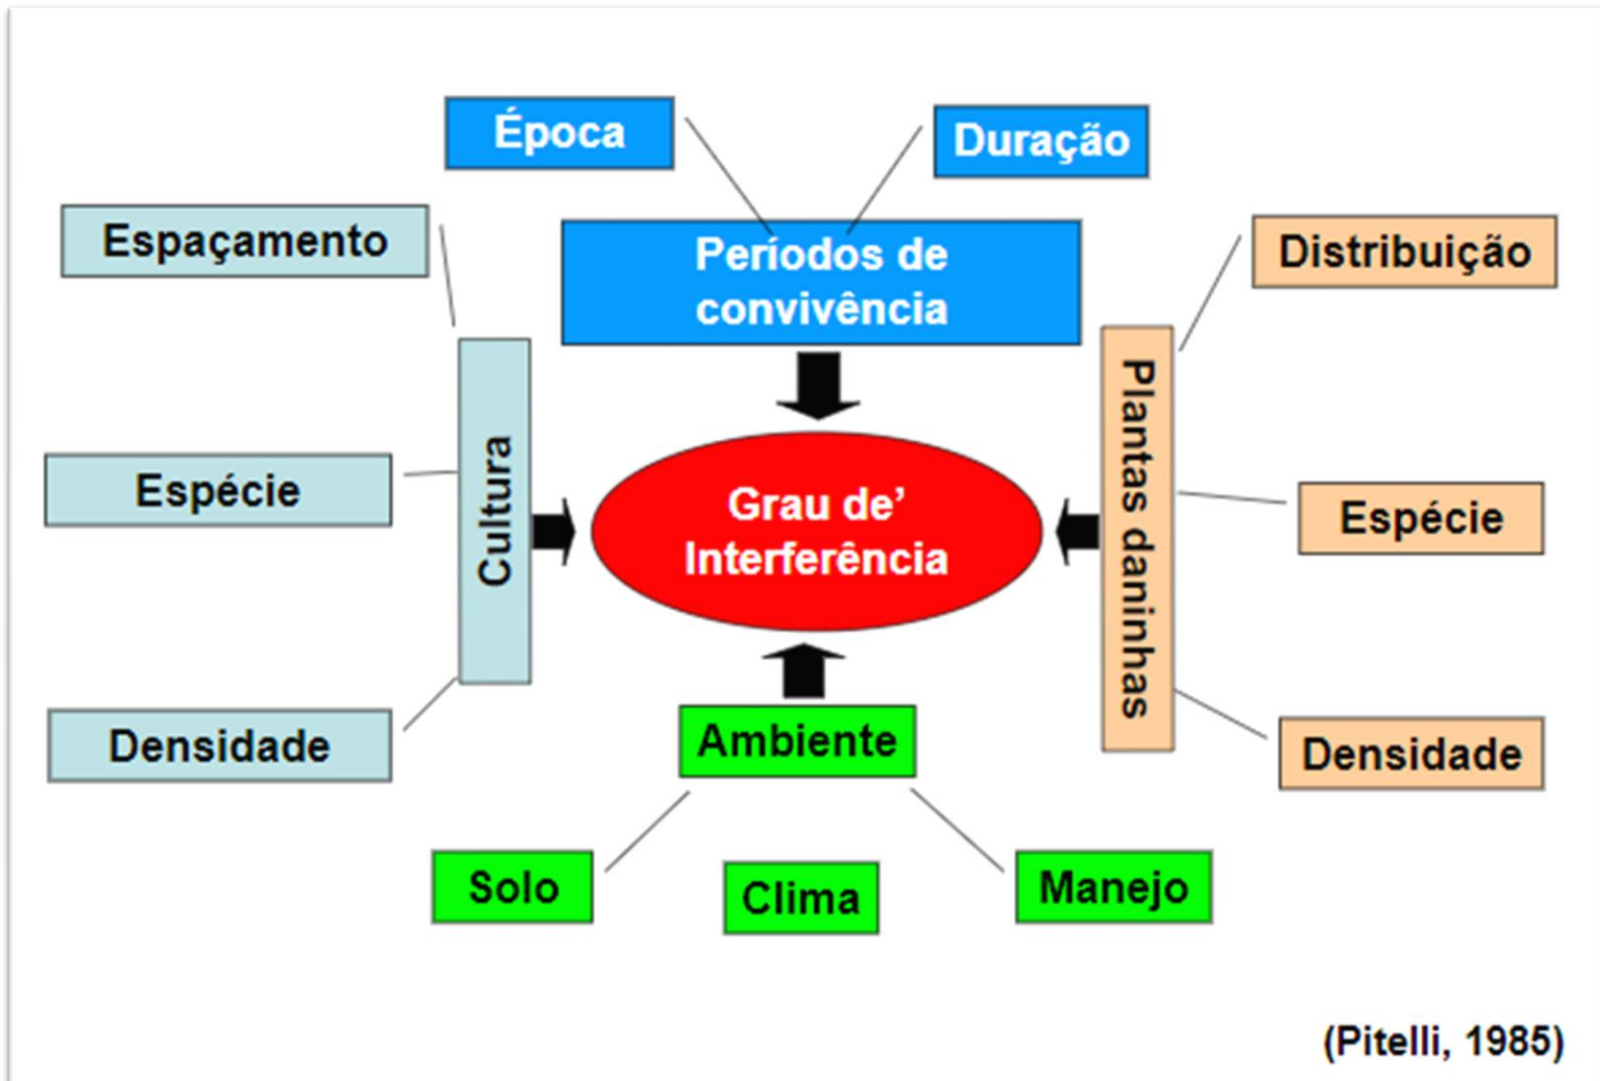 Época
Duração
Espaçamento
Períodos de
convivência
Distribuição
Espécie
Cultura
Grau de’
Interferência
Plantas daninhas
Espécie
Densidade
Ambiente
Densidade
Solo
Clima
Manejo
(Pitelli, 1985)